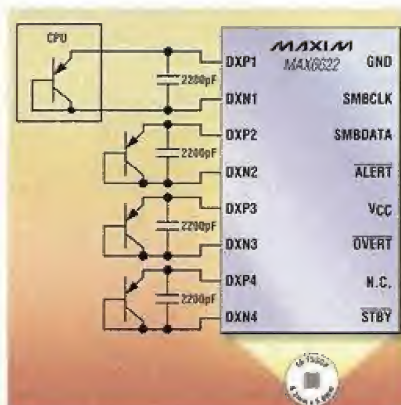 CPU
MAXIM
MAX6622
DXP1
GND
2200pF
DXN1
SMBCLK
DXP2
SMBDATA
2200pF
DXN2
ALERT
DXP3
VCC
2200pF
DXN3
OVERT
DXP4
N.C.
2200pF
DXN4
STBY